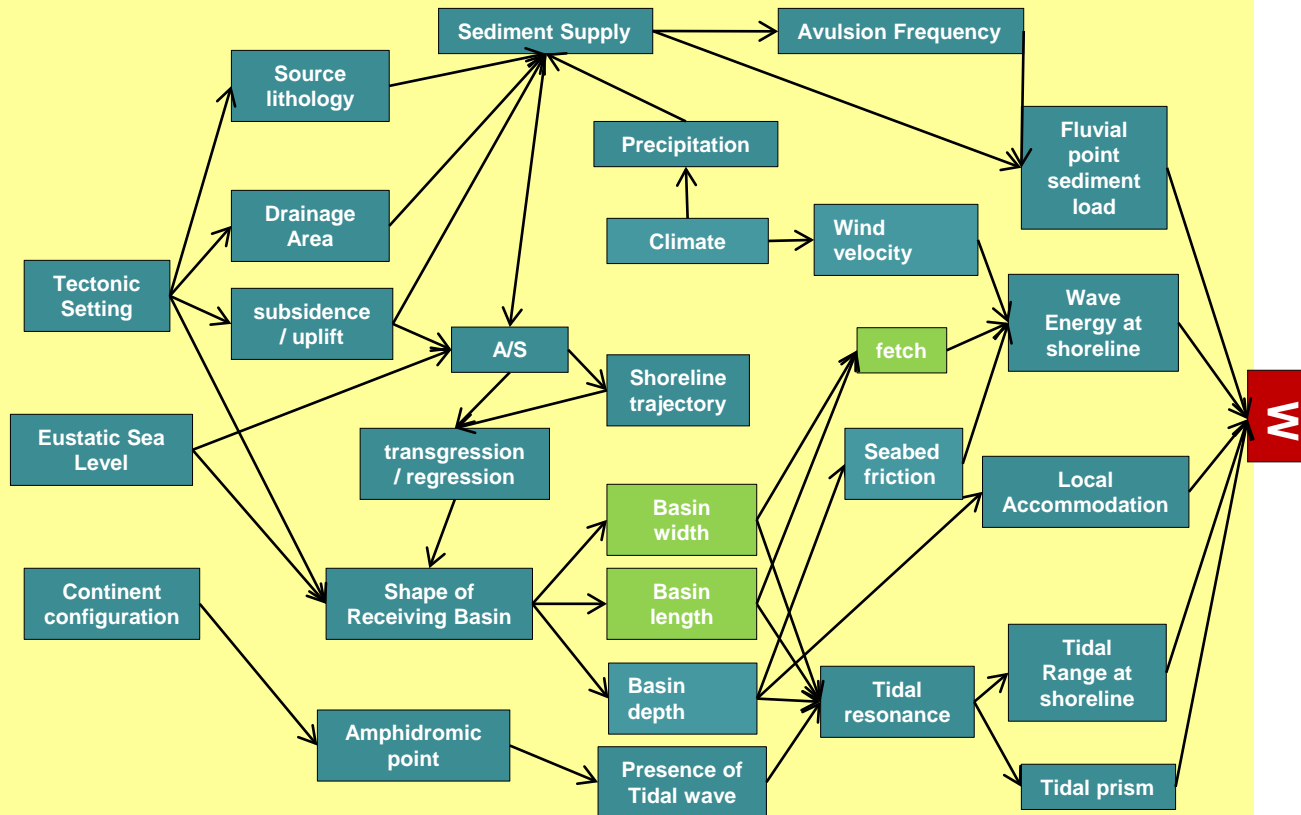 Sediment Supply
Avulsion Frequency
Source
lithology
Fluvial
point
sediment
load
Precipitation
Drainage
Area
Climate
Wind
velocity
Tectonic
Setting
subsidence
/ uplift
Wave
Energy at
shoreline
A/S
fetch
Shoreline
trajectory
W
Eustatic Sea
Level
transgression
/ regression
Seabed
friction
Local
Accommodation
Basin
width
Continent
configuration
Shape of
Receiving Basin
Basin
length
Tidal
Range at
shoreline
Basin
depth
Tidal
resonance
Amphidromic
point
Presence of
Tidal wave
Tidal prism